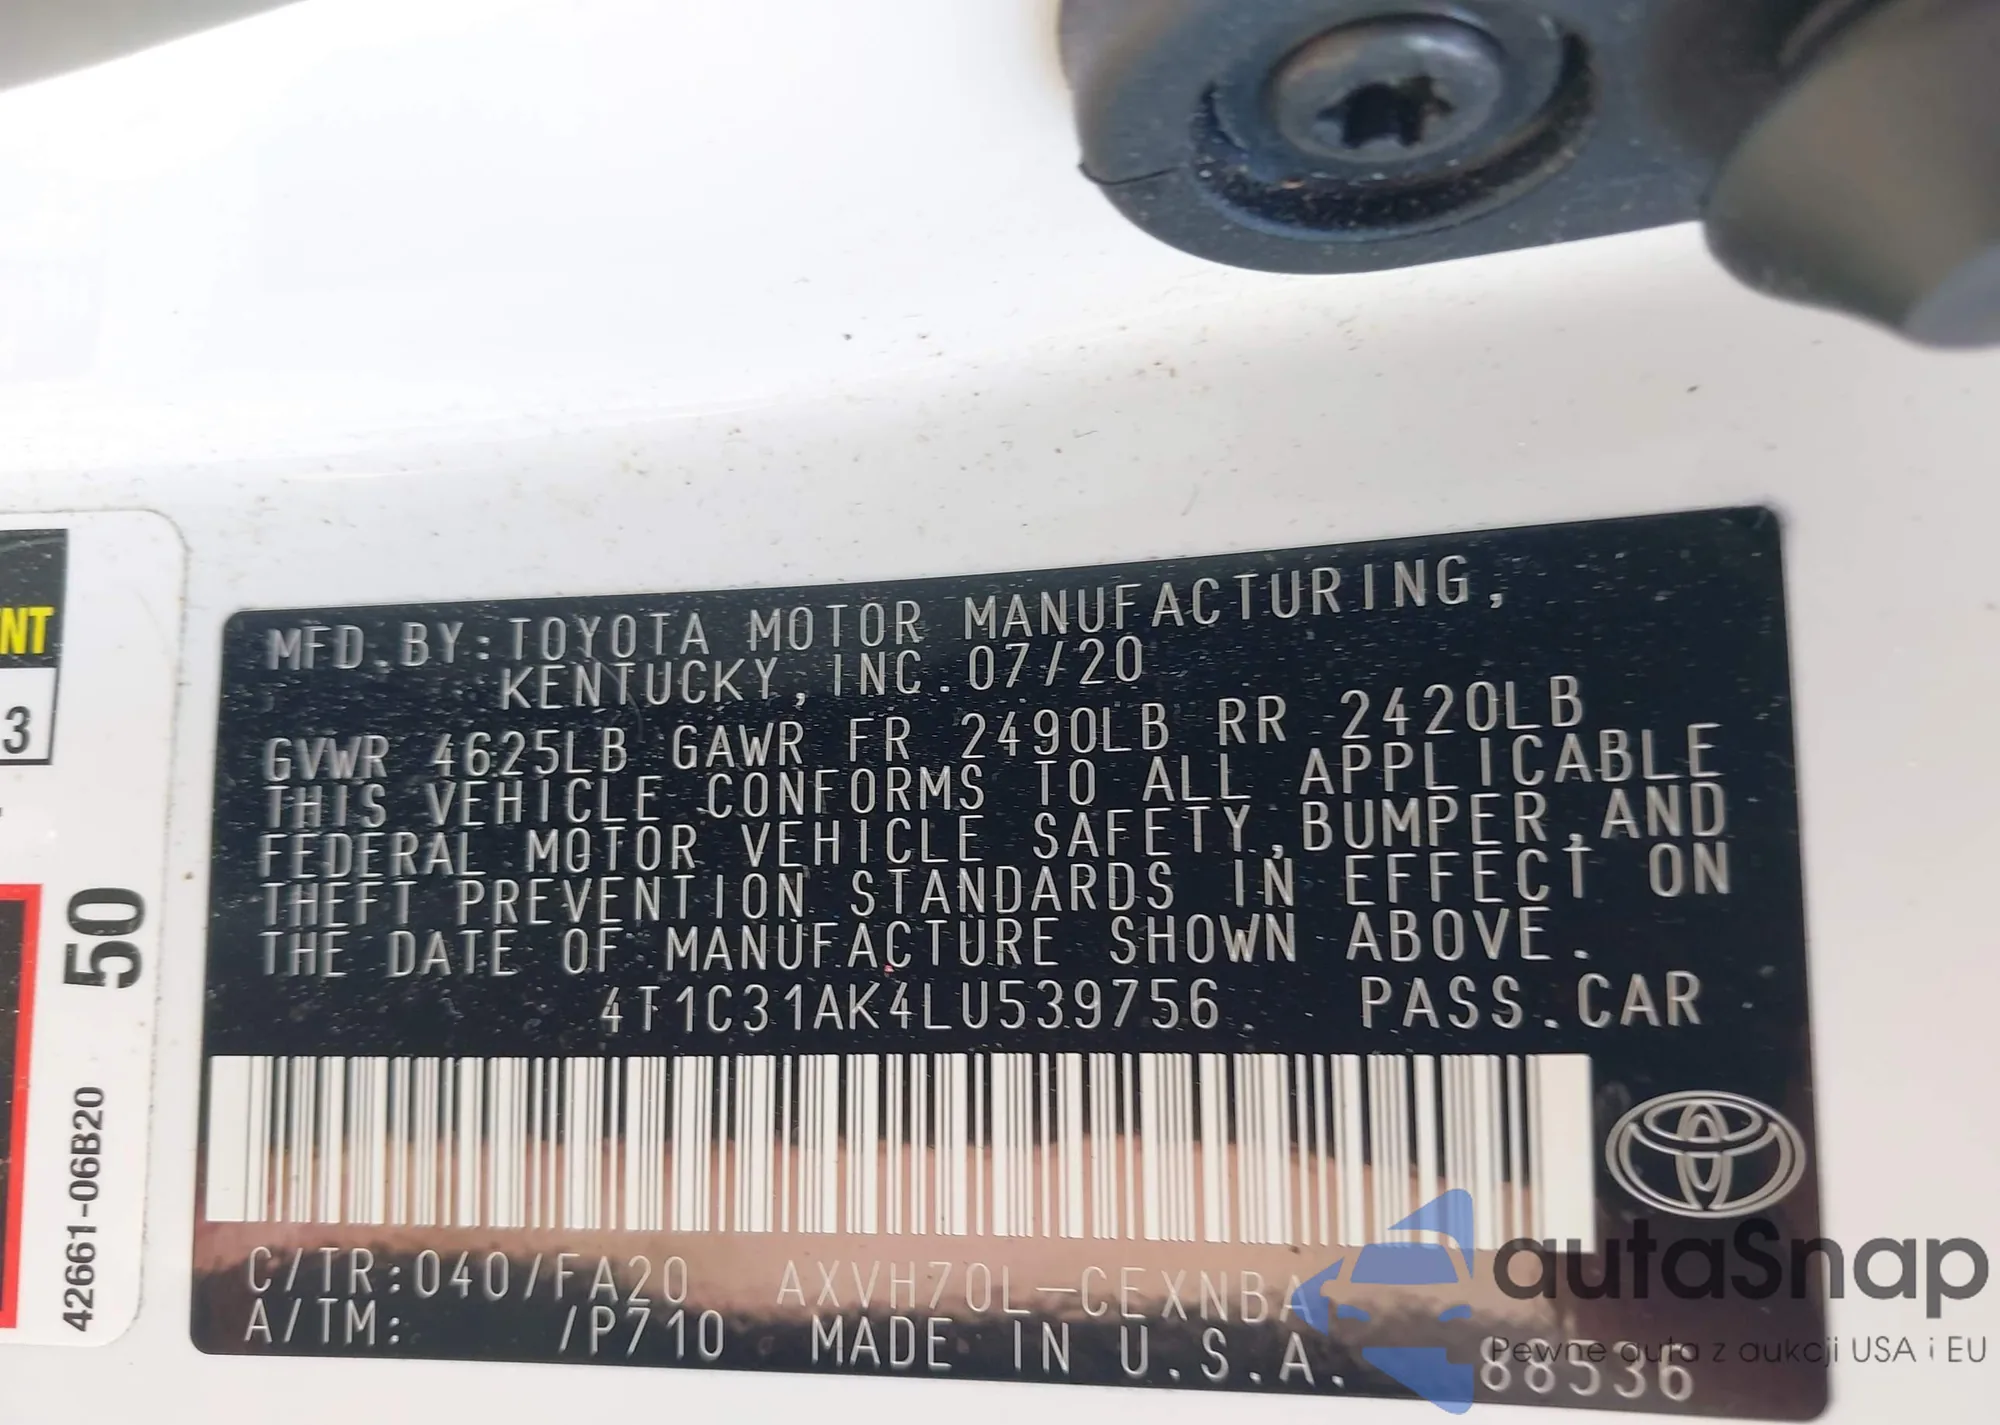 NT
3
50
42661-06B20
MFD.BY:TOYOTA MOTOR MANUFACTURING,
KENTUCKY, INC. 07/20
GVWR 4625LB GAWR FR 2490LB RR 2420LB
THIS VEHICLE CONFORMS TO ALL APPLICABLE
FEDERAL MOTOR VEHICLE SAFETY,BUMPER,AND
THEFT PREVENTION STANDARDS IN EFFECT ON
THE DATE OF MANUFACTURE SHOWN ABOVE.
4T1C31AK4LU539756 PASS.CAR
C/TR:040/FA20 AXVH70L-CEXNBA
A/TM: /P710 MADE IN U.S.A. 88536
autaSnap
Pewne auta z aukcji USA i EU